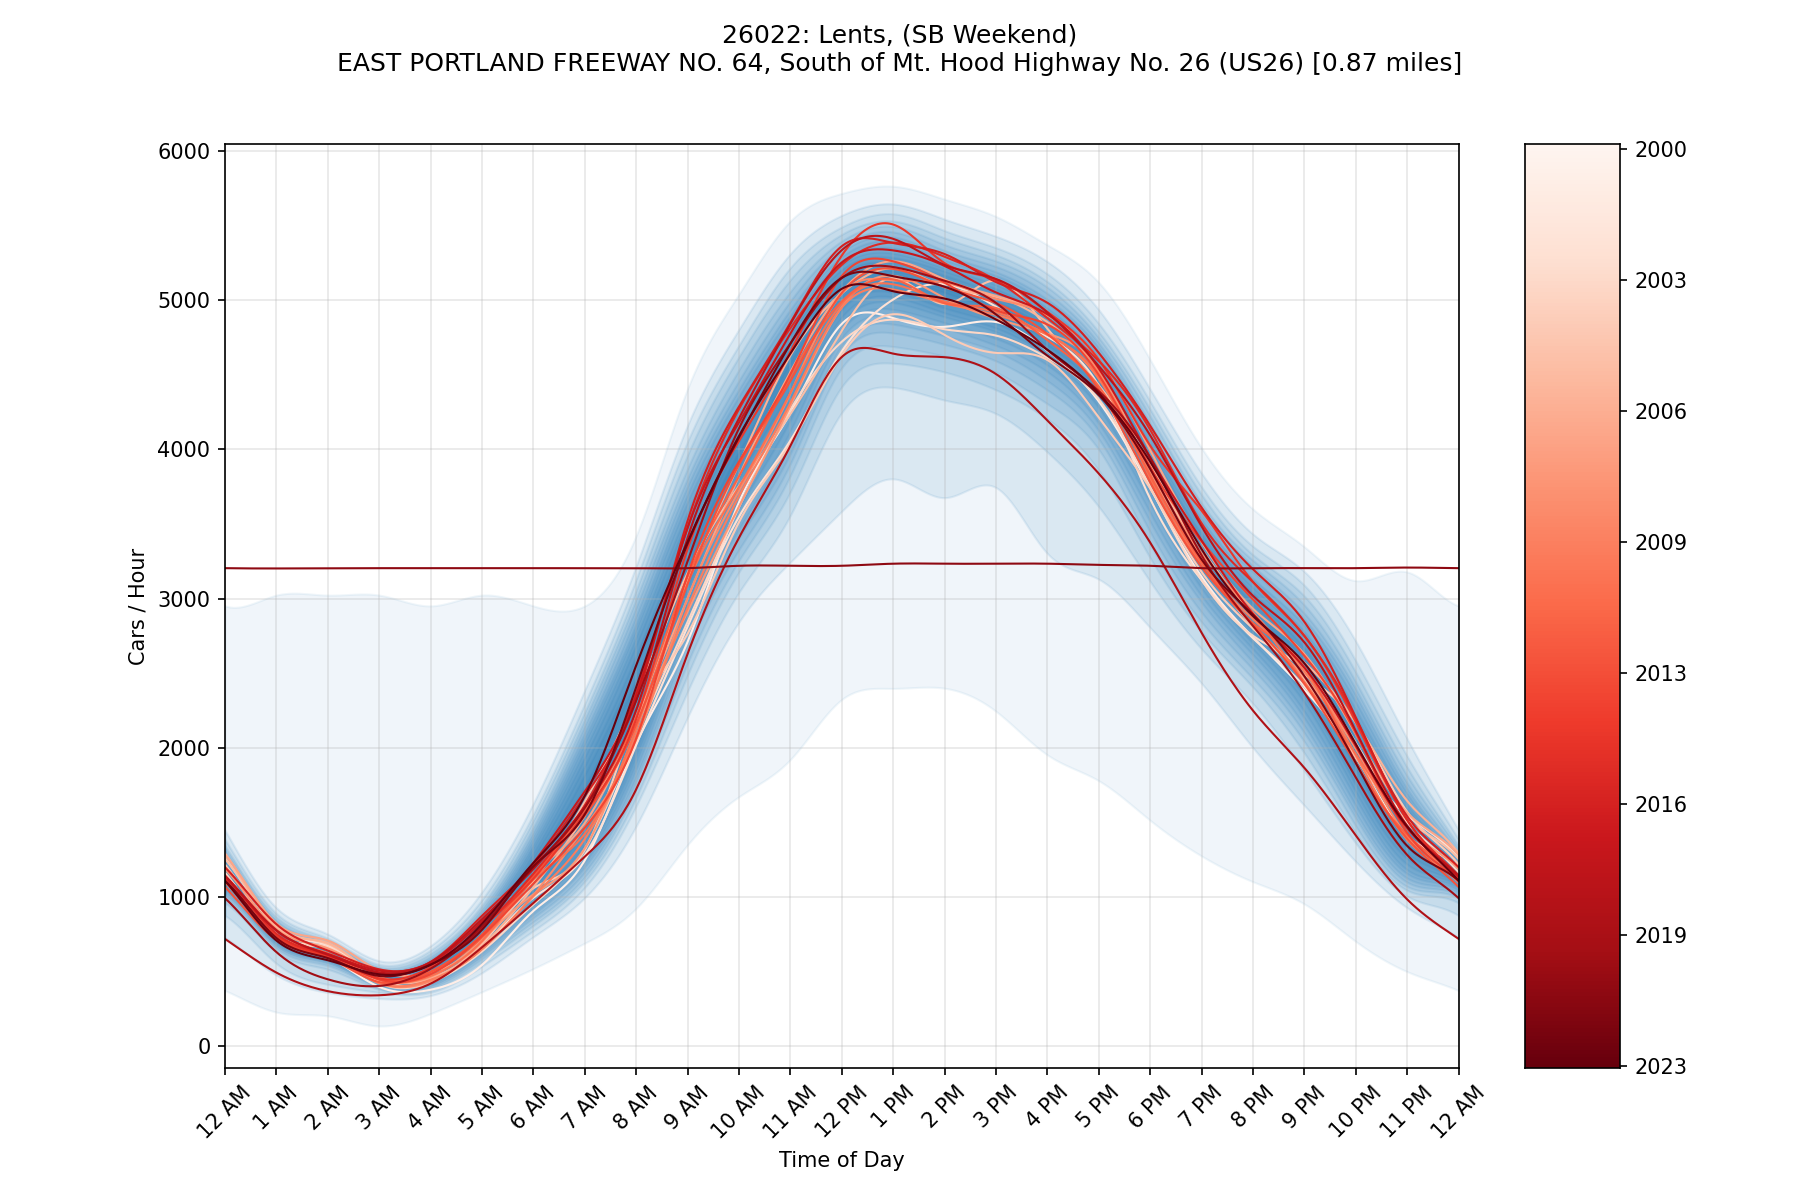 26022: Lents, (SB Weekend)
EAST PORTLAND FREEWAY NO. 64, South of Mt. Hood Highway No. 26 (US26) [0.87 miles]
6000
5000
4000
3000
2000
1000
0
Cars / Hour
12 AM
1 AM
2 AM
3 AM
4 AM
5 AM
6 AM
7 AM
8 AM
9 AM
10 AM
11 AM
12 PM
1 PM
2 PM
3 PM
4 PM
5 PM
6 PM
7 PM
8 PM
9 PM
10 PM
11 PM
12 AM
Time of Day
2000
2003
2006
2009
2013
2016
2019
2023